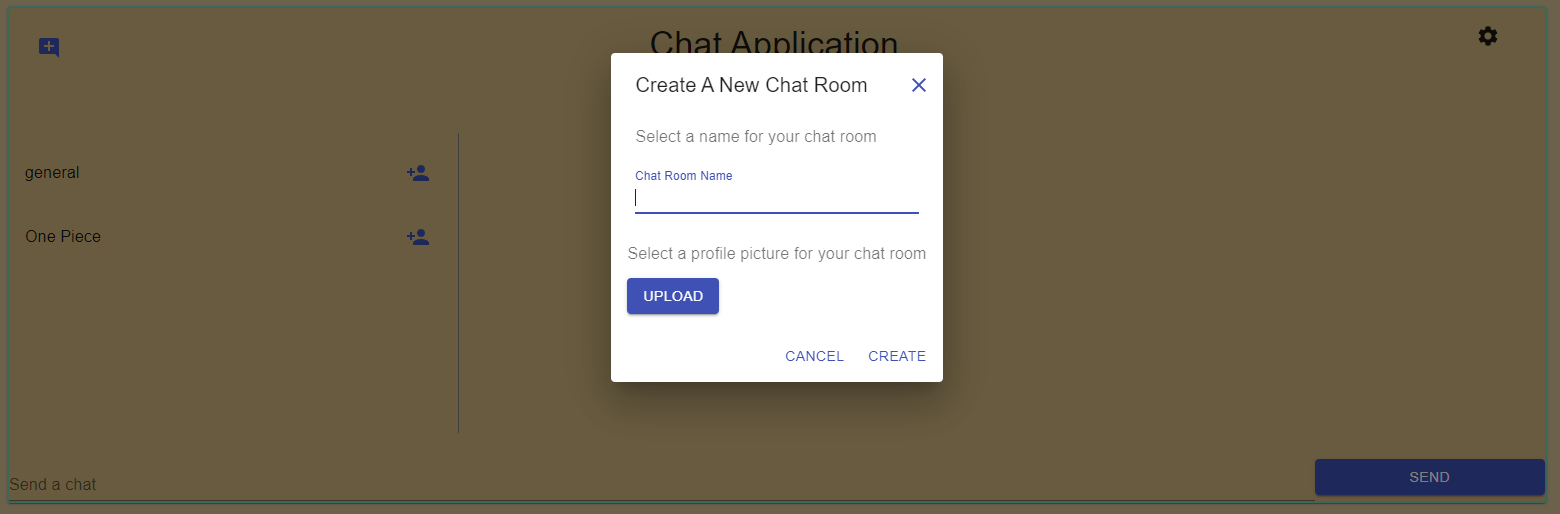 Chat Application
Create A New Chat Room
Select a name for your chat room
general
Chat Room Name
One Piece
Select a profile picture for your chat room
UPLOAD
CANCEL CREATE
Send a chat
SEND